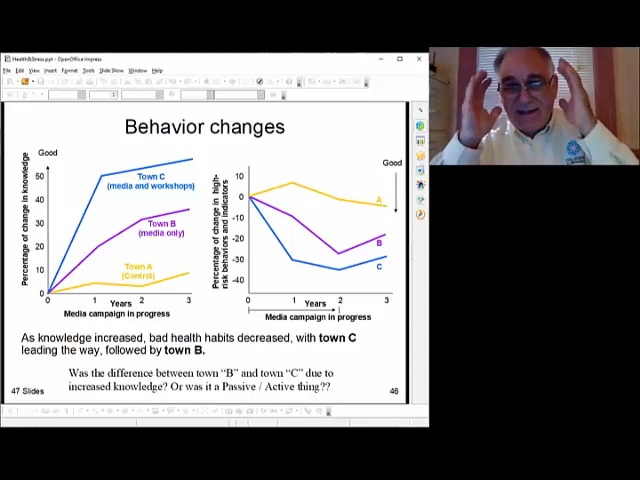 Health&Stress.ppt - OpenOffice Impress
File Edit View Insert Format Tools Slide Show Window Help
Behavior changes
Good
Percentage of change in knowledge
50
40
30
20
10
0
Town C
(media and workshops)
Town B
(media only)
Town A
(Control)
1 2 3
Years
Media campaign in progress
Good
Percentage of change in high-
risk behaviors and indicators
10
0
-10
-20
-30
-40
A
B
C
0 1 2 3
Years
Media campaign in progress
As knowledge increased, bad health habits decreased, with town C
leading the way, followed by town B.
Was the difference between town “B” and town “C” due to
increased knowledge? Or was it a Passive / Active thing??
47 Slides
46